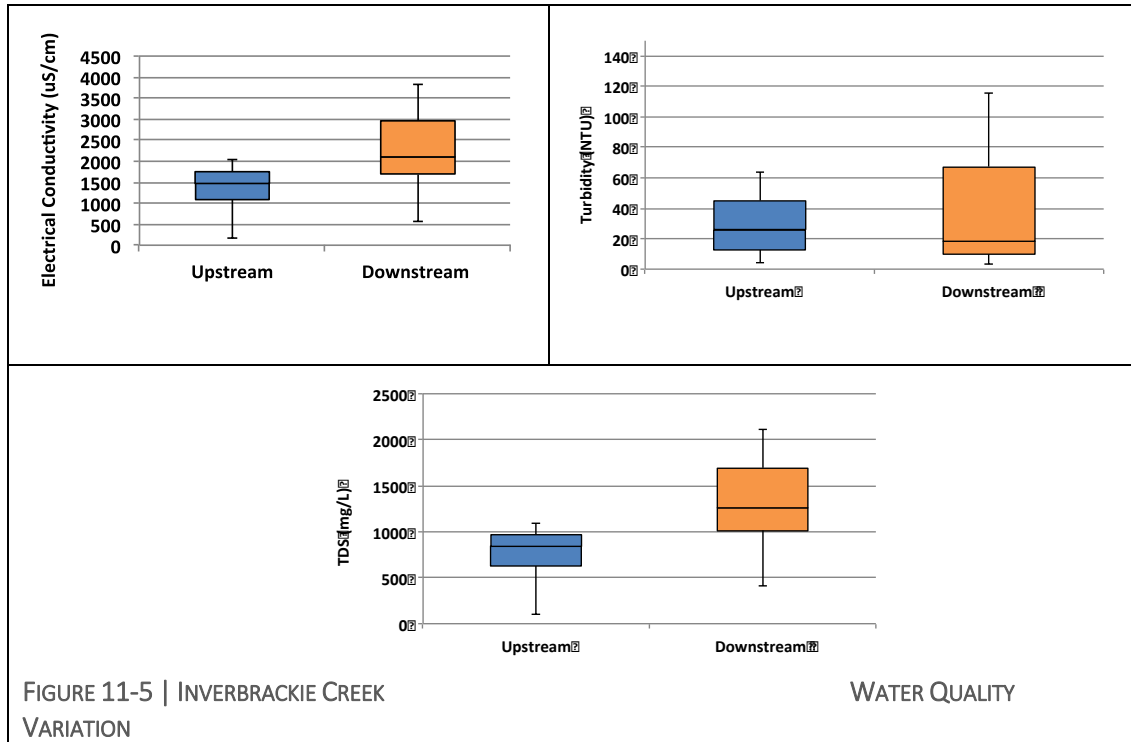 Electrical Conductivity (uS/cm)
4500
4000
3500
3000
2500
2000
1500
1000
500
0
Upstream
Downstream
Turbidity (NTU)
140
120
100
80
60
40
20
0
Upstream
Downstream
TDS (mg/L)
2500
2000
1500
1000
500
0
Upstream
Downstream
FIGURE 11-5 | INVERBRACKIE CREEK WATER QUALITY
VARIATION